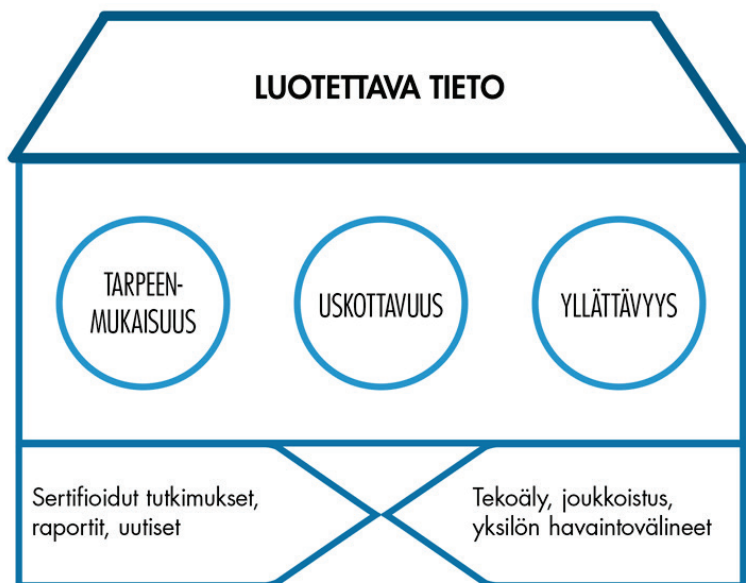 LUOTETTAVA TIETO
TARPEEN-
MUKAISUUS
USKOTTAVUUS
YLLÄTTÄVYYS
Sertifioidut tutkimukset,
raportit, uutiset
Tekoäly, joukkoistus,
yksilön havaintovälineet